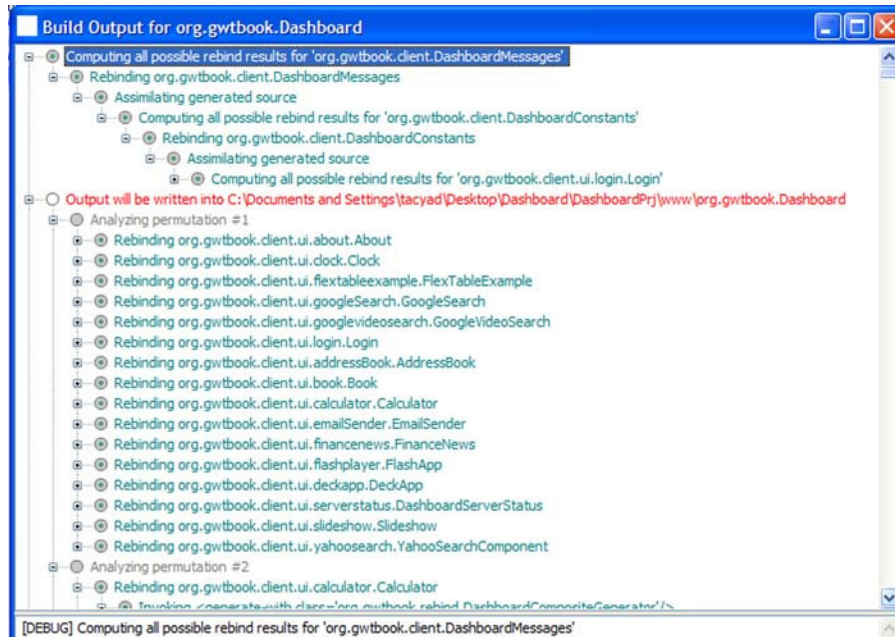 Build Output for org.gwtbook.Dashboard
Computing all possible rebind results for 'org.gwtbook.client.DashboardMessages'
Rebinding org.gwtbook.client.DashboardMessages
Assimilating generated source
Computing all possible rebind results for 'org.gwtbook.client.DashboardConstants'
Rebinding org.gwtbook.client.DashboardConstants
Assimilating generated source
Computing all possible rebind results for 'org.gwtbook.client.ui.login.Login'
Output will be written into C:\Documents and Settings\tacyad\Desktop\Dashboard\DashboardPrj\www\org.gwtbook.Dashboard
Analyzing permutation #1
Rebinding org.gwtbook.client.ui.about.About
Rebinding org.gwtbook.client.ui.clock.Clock
Rebinding org.gwtbook.client.ui.flextableexample.FlexTableExample
Rebinding org.gwtbook.client.ui.googleSearch.GoogleSearch
Rebinding org.gwtbook.client.ui.googlevideosearch.GoogleVideoSearch
Rebinding org.gwtbook.client.ui.login.Login
Rebinding org.gwtbook.client.ui.addressBook.AddressBook
Rebinding org.gwtbook.client.ui.book.Book
Rebinding org.gwtbook.client.ui.calculator.Calculator
Rebinding org.gwtbook.client.ui.emailSender.EmailSender
Rebinding org.gwtbook.client.ui.financenews.FinanceNews
Rebinding org.gwtbook.client.ui.flashplayer.FlashApp
Rebinding org.gwtbook.client.ui.deckapp.DeckApp
Rebinding org.gwtbook.client.ui.serverstatus.DashboardServerStatus
Rebinding org.gwtbook.client.ui.slideshow.Slideshow
Rebinding org.gwtbook.client.ui.yahoosearch.YahooSearchComponent
Analyzing permutation #2
Rebinding org.gwtbook.client.ui.calculator.Calculator
Invoking <generate-with class='org.gwtbook.rebind.DashboardCompositeGenerator'/>
[DEBUG] Computing all possible rebind results for 'org.gwtbook.client.DashboardMessages'